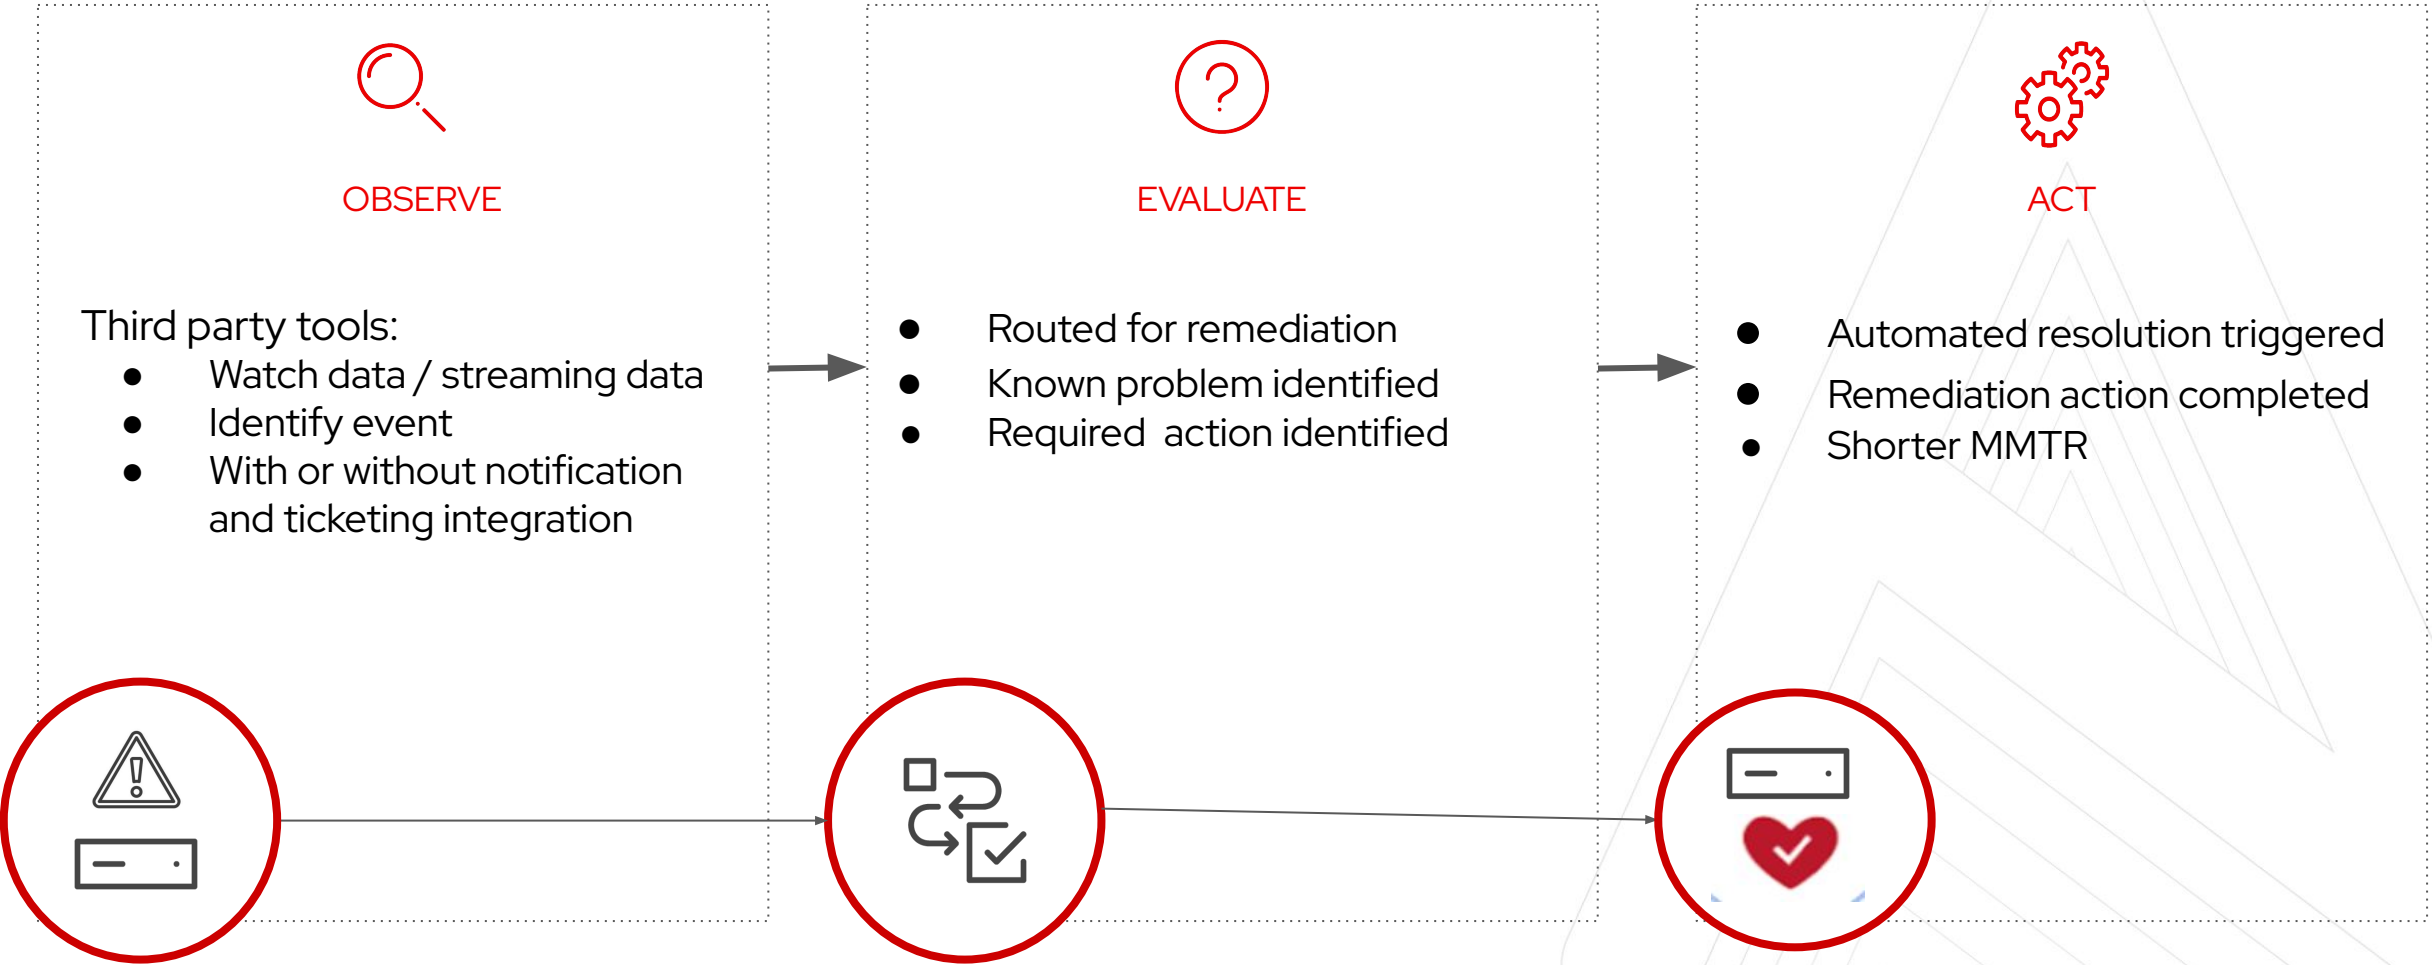 OBSERVE
Third party tools:
● Watch data / streaming data
● Identify event
● With or without notification
and ticketing integration
EVALUATE
● Routed for remediation
● Known problem identified
● Required  action identified
ACT
● Automated resolution triggered
● Remediation action completed
● Shorter MMTR